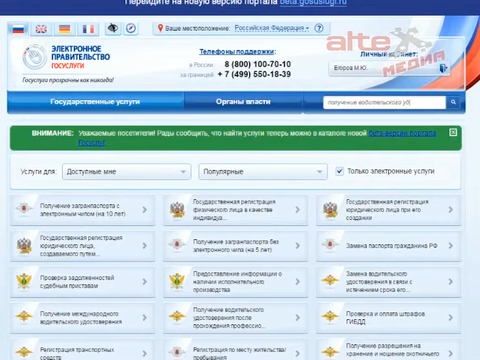 Перейдите на новую версию портала beta.gosuslugi.ru
Ваше местоположение: Российская Федерация
ЭЛЕКТРОННОЕ
ПРАВИТЕЛЬСТВО
ГОСУСЛУГИ
Госуслуги прозрачны как никогда!
Телефоны поддержки:
в России 8 (800) 100-70-10
за границей + 7 (499) 550-18-39
Личный кабинет:
Егоров М.Ю.
alte
МЕДИА
Государственные услуги Органы власти получение водительского уд
ВНИМАНИЕ: Уважаемые посетители! Рады сообщить, что найти услуги теперь можно в каталоге новой бета-версии портала
Госуслуг
Услуги для: Доступные мне Популярные Только электронные услуги
Получение загранпаспорта с
электронным чипом (на 10 лет)
Государственная регистрация
физического лица в качестве
индивидуа...
Государственная регистрация
юридического лица при его
создании
Государственная регистрация
юридического лица,
создаваемого путем...
Получение загранпаспорта без
электронного чипа (на 5 лет)
Замена паспорта гражданина РФ
Проверка задолженностей
судебным приставам
Предоставление информации о
наличии исполнительного
производства
Замена водительского
удостоверения в связи с
истечением срока его...
Получение международного
водительского удостоверения
Получение водительского
удостоверения после
прохождения профессио...
Проверка и оплата штрафов
ГИБДД
Регистрация транспортных
средств
Регистрация по месту жительства/
пребывания
Получение разрешения на
хранение и ношение охотничьего